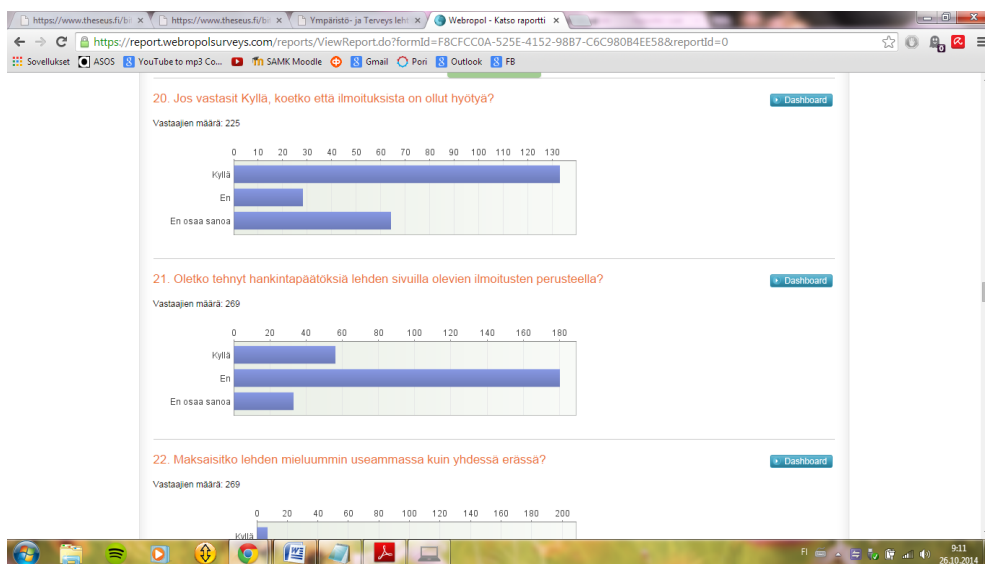 https://www.theseus.fi/bi
https://www.theseus.fi/bi
Ympäristö- ja Terveys leht
Webropol - Katso raportti
https://report.webropolsurveys.com/reports/ViewReport.do?formId=F8CFCC0A-525E-4152-98B7-C6C980B4EE58&reportId=0
Sovellukset ASOS YouTube to mp3 Co... SAMK Moodle Gmail Pori Outlook FB
20. Jos vastasit Kyllä, koetko että ilmoituksista on ollut hyötyä?
Dashboard
Vastaajien määrä: 225
0 10 20 30 40 50 60 70 80 90 100 110 120 130
Kyllä
En
En osaa sanoa
21. Oletko tehnyt hankintapäätöksiä lehden sivuilla olevien ilmoitusten perusteella?
Dashboard
Vastaajien määrä: 269
0 20 40 60 80 100 120 140 160 180
Kyllä
En
En osaa sanoa
22. Maksaisitko lehden mieluummin useammassa kuin yhdessä erässä?
Dashboard
Vastaajien määrä: 269
0 20 40 60 80 100 120 140 160 180 200
Kyllä
FI
9:11
26.10.2014